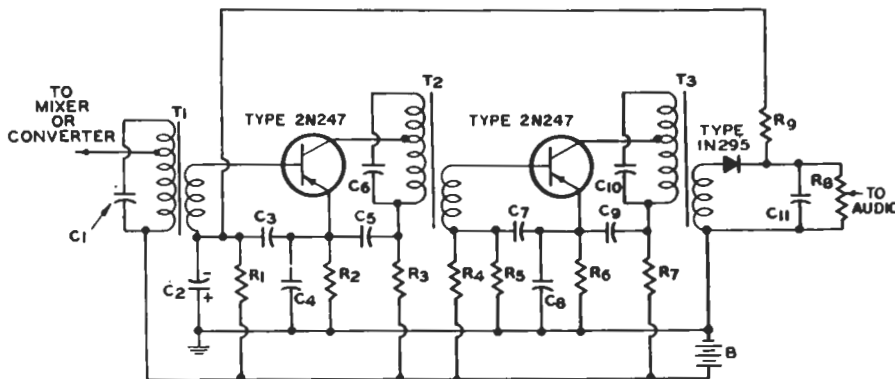 TO
MIXER
OR
CONVERTER
T1
C1
TYPE 2N247
T2
C6
TYPE 2N247
T3
C10
TYPE
1N295
R9
R8
C11
TO
AUDIO
C3
C5
C7
C9
C2
-
+
R1
C4
R2
R3
R4
R5
C8
R6
R7
B